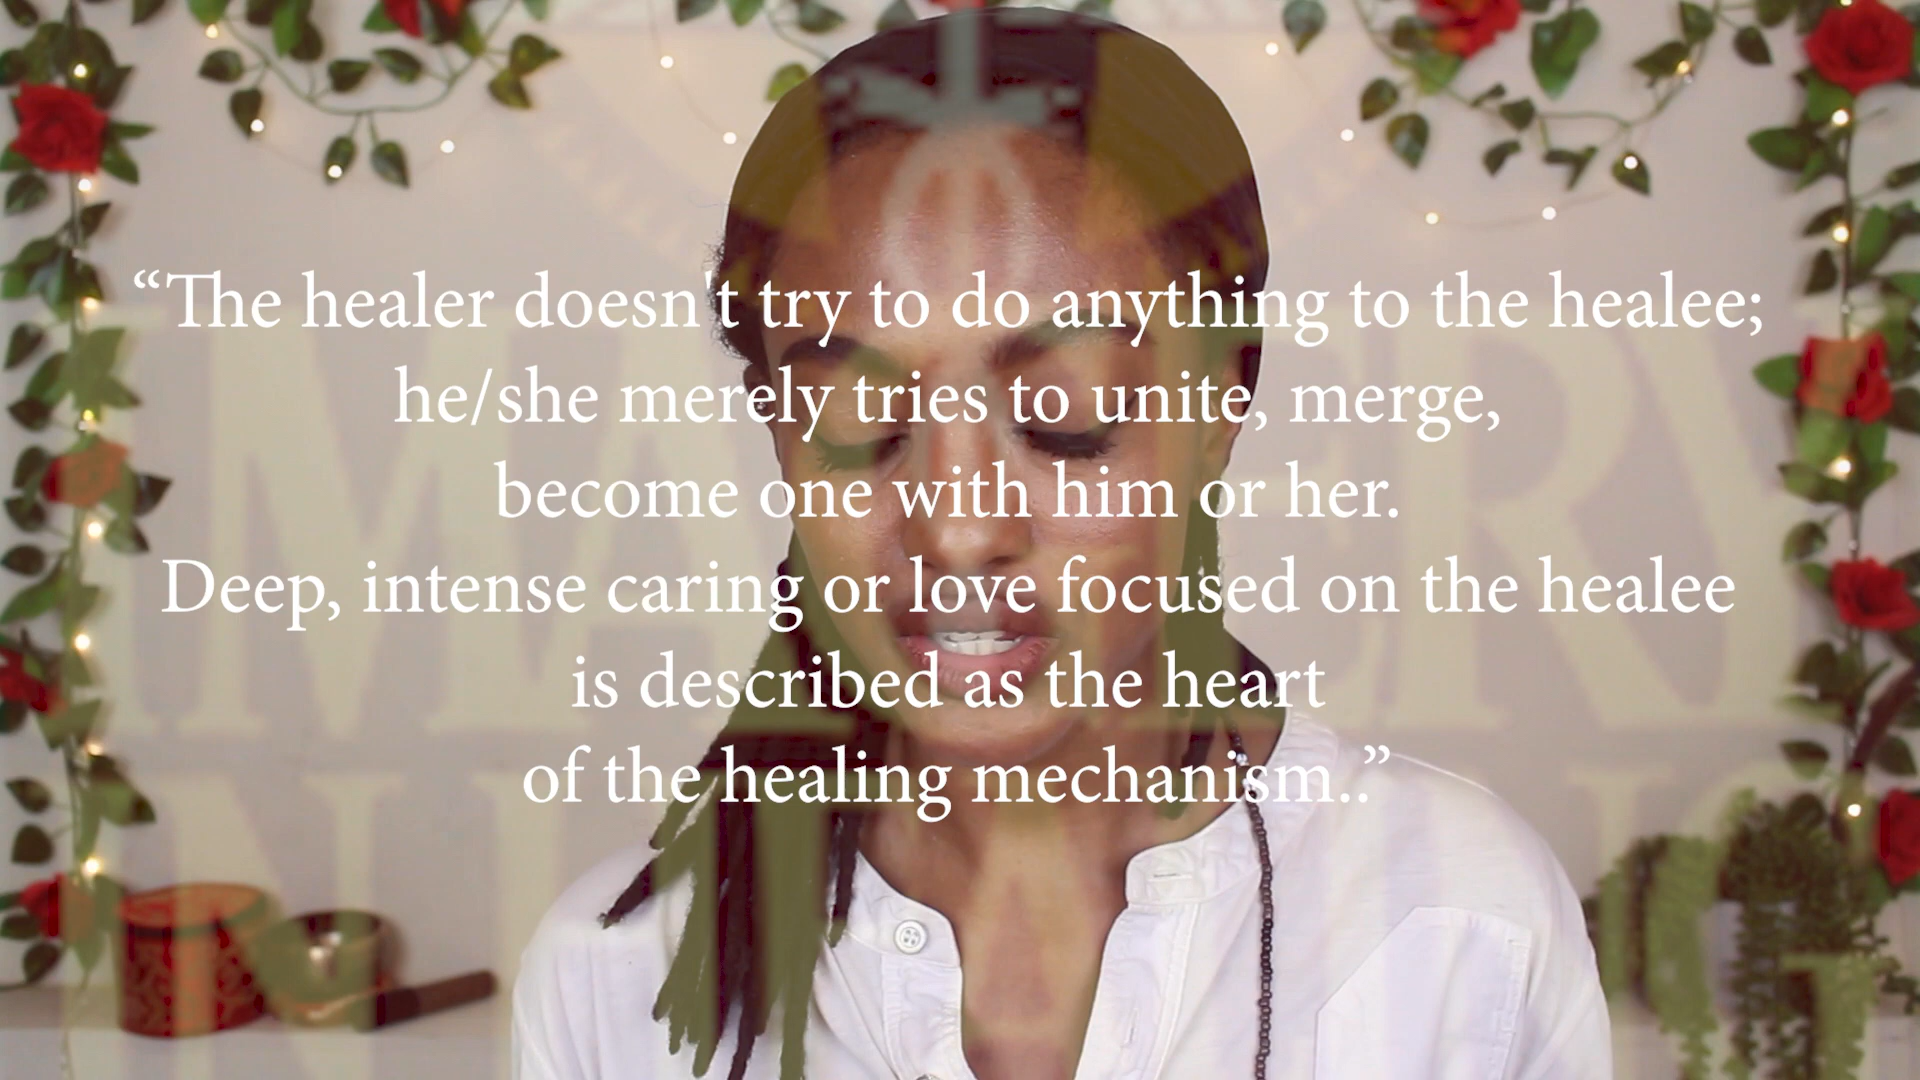 “The healer doesn't try to do anything to the healee;
he/she merely tries to unite, merge,
become one with him or her.
Deep, intense caring or love focused on the healee
is described as the heart
of the healing mechanism..”